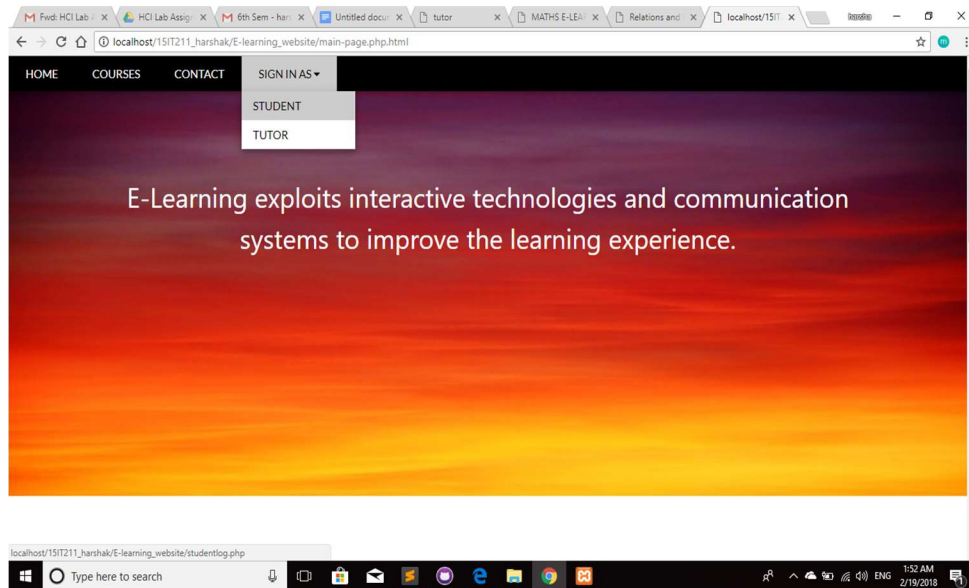 Fwd: HCI Lab
HCI Lab Assig
6th Sem - har
Untitled docur
tutor
MATHS E-LEA
Relations and
localhost/15IT
harsha
localhost/15IT211_harshak/E-learning_website/main-page.php.html
HOME COURSES CONTACT SIGN IN AS
STUDENT
TUTOR
E-Learning exploits interactive technologies and communication
systems to improve the learning experience.
localhost/15IT211_harshak/E-learning_website/studentlog.php
Type here to search
ENG
1:52 AM
2/19/2018